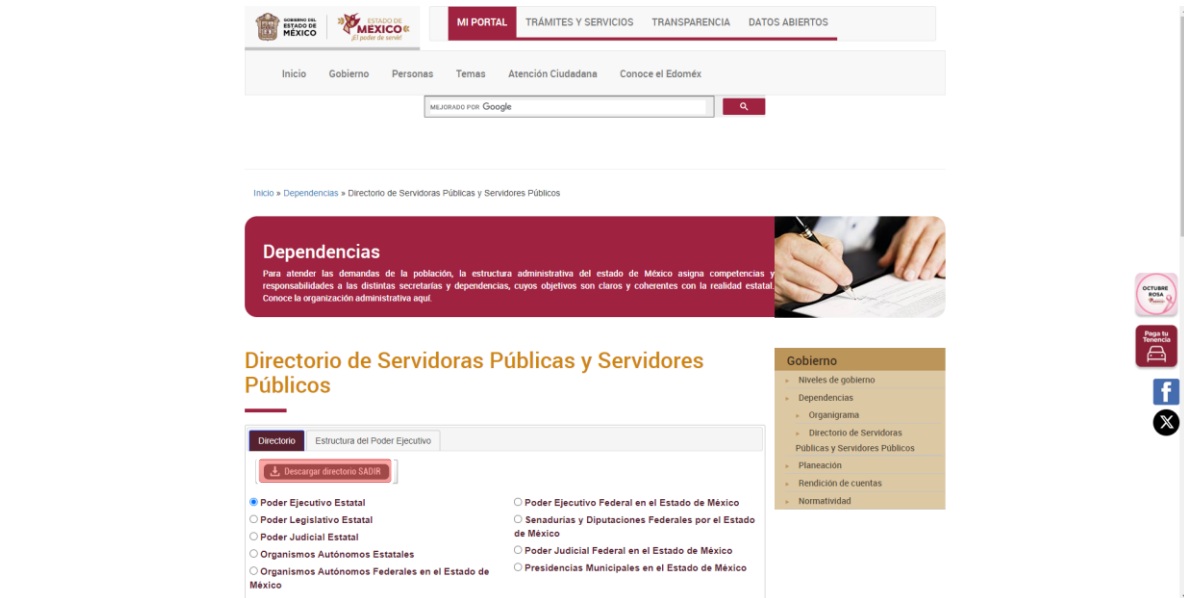 GOBIERNO DEL
ESTADO DE
MÉXICO
ESTADO DE
MÉXICO
¡El poder de servir!
MI PORTAL TRÁMITES Y SERVICIOS TRANSPARENCIA DATOS ABIERTOS
Inicio Gobierno Personas Temas Atención Ciudadana Conoce el Edoméx
MEJORADO POR Google
Inicio » Dependencias » Directorio de Servidoras Públicas y Servidores Públicos
Dependencias
Para atender las demandas de la población, la estructura administrativa del estado de México asigna competencias y
responsabilidades a las distintas secretarías y dependencias, cuyos objetivos son claros y coherentes con la realidad estatal.
Conoce la organización administrativa aquí.
Directorio de Servidoras Públicas y Servidores
Públicos
Directorio Estructura del Poder Ejecutivo
Descargar directorio SADIR
Poder Ejecutivo Estatal
Poder Legislativo Estatal
Poder Judicial Estatal
Organismos Autónomos Estatales
Organismos Autónomos Federales en el Estado de
México
Poder Ejecutivo Federal en el Estado de México
Senadurias y Diputaciones Federales por el Estado
de México
Poder Judicial Federal en el Estado de México
Presidencias Municipales en el Estado de México
Gobierno
Niveles de gobierno
Dependencias
Organigrama
Directorio de Servidoras
Públicas y Servidores Públicos
Planeación
Rendición de cuentas
Normatividad
OCTUBRE
ROSA
Paga tu
Tenencia